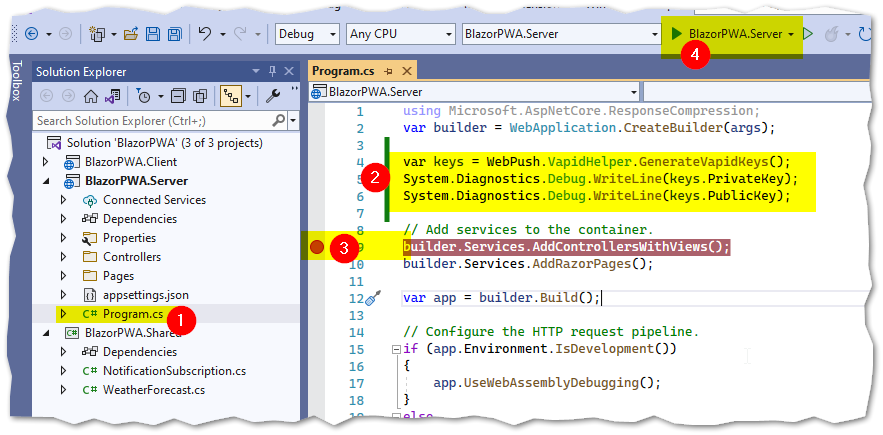 Debug
Any CPU
BlazorPWA.Server
BlazorPWA.Server
4
Toolbox
Solution Explorer
Search Solution Explorer (Ctrl+;)
Solution 'BlazorPWA' (3 of 3 projects)
BlazorPWA.Client
BlazorPWA.Server
Connected Services
Dependencies
Properties
Controllers
Pages
appsettings.json
C# Program.cs
1
BlazorPWA.Shared
Dependencies
C# NotificationSubscription.cs
C# WeatherForecast.cs
Program.cs
BlazorPWA.Server
1 using Microsoft.AspNetCore.ResponseCompression;
2 var builder = WebApplication.CreateBuilder(args);
3
4 var keys = WebPush.VapidHelper.GenerateVapidKeys();
2
5 System.Diagnostics.Debug.WriteLine(keys.PrivateKey);
6 System.Diagnostics.Debug.WriteLine(keys.PublicKey);
7
8 // Add services to the container.
3
9 builder.Services.AddControllersWithViews();
10 builder.Services.AddRazorPages();
11
12 var app = builder.Build();
13
14 // Configure the HTTP request pipeline.
15 if (app.Environment.IsDevelopment())
16 {
17 app.UseWebAssemblyDebugging();
18 }
else